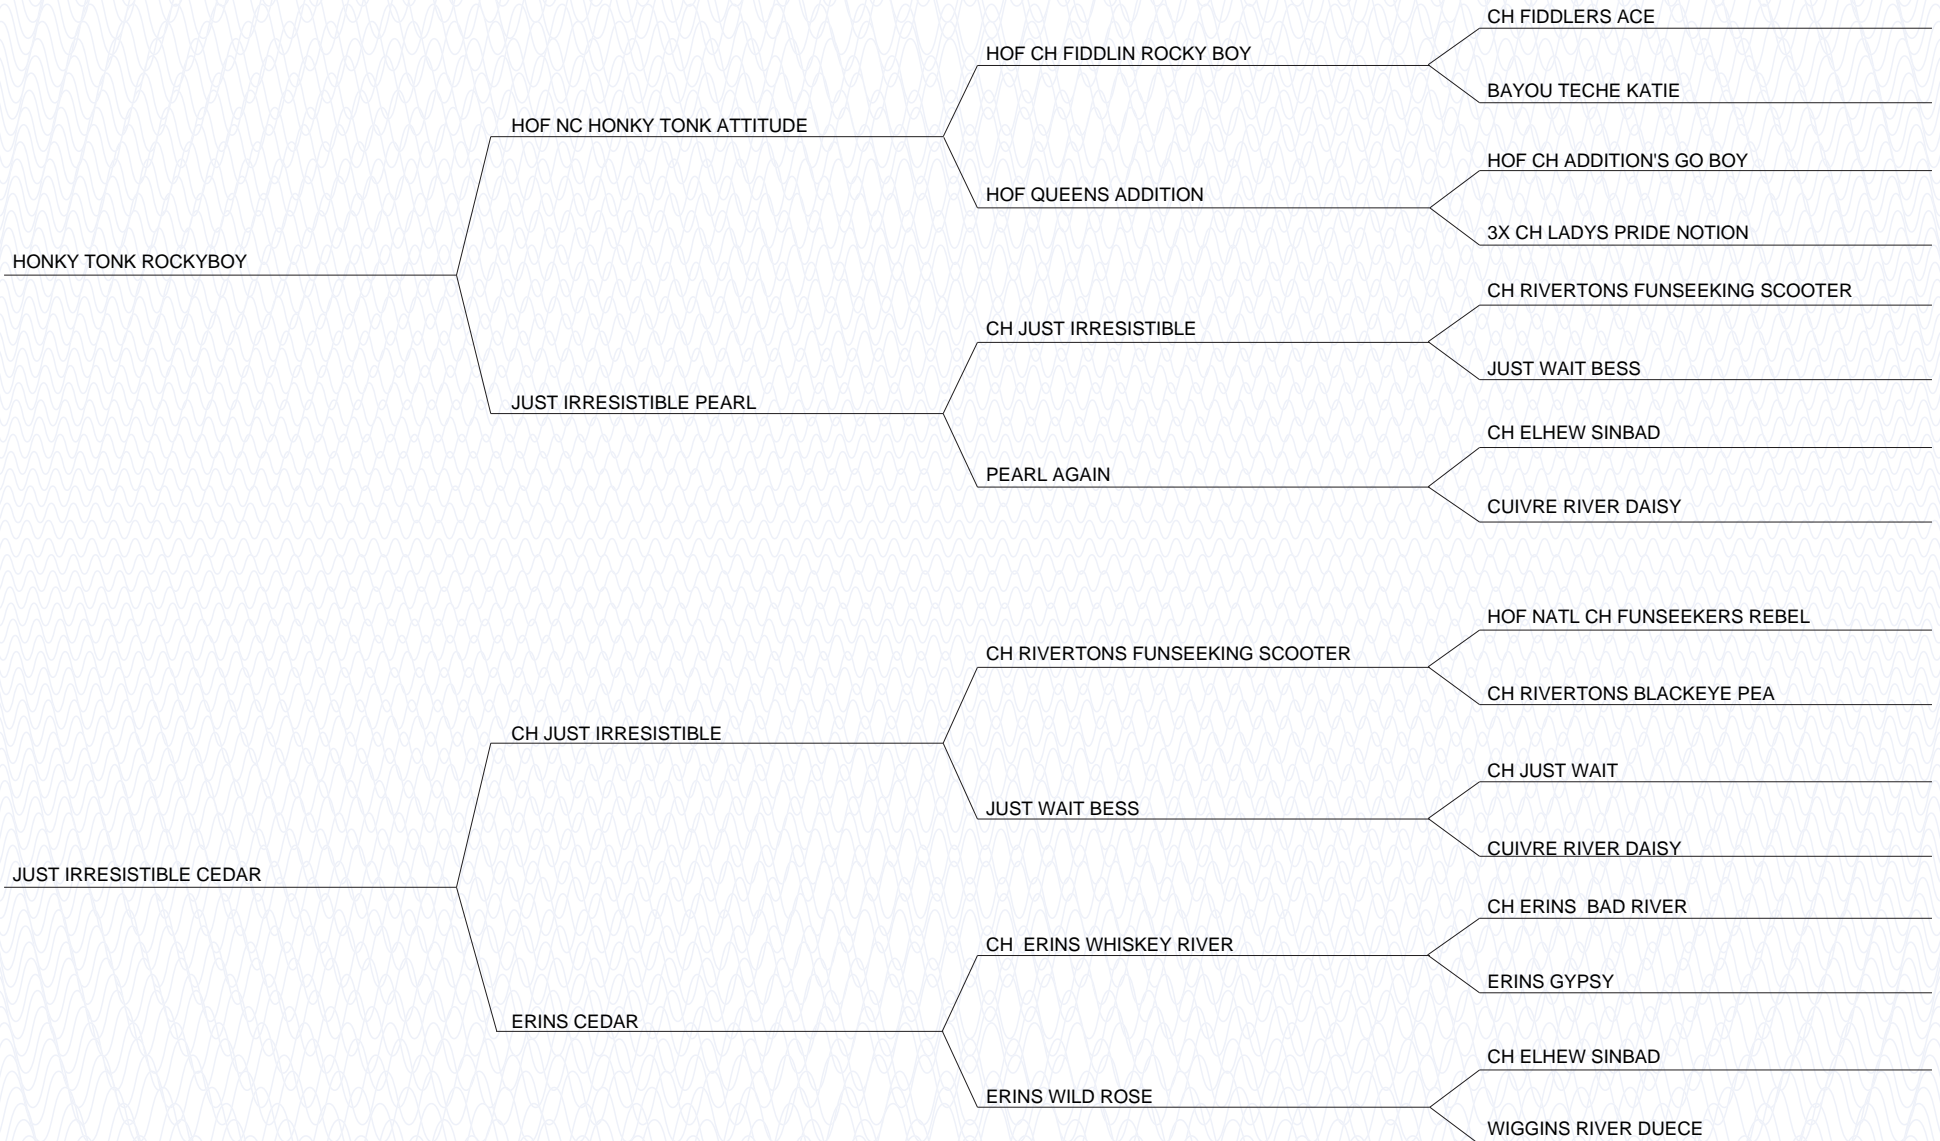 CH FIDDLERS ACE
HOF CH FIDDLIN ROCKY BOY
BAYOU TECHE KATIE
HOF NC HONKY TONK ATTITUDE
HOF CH ADDITION'S GO BOY
HOF QUEENS ADDITION
3X CH LADYS PRIDE NOTION
HONKY TONK ROCKYBOY
CH RIVERTONS FUNSEEKING SCOOTER
CH JUST IRRESISTIBLE
JUST WAIT BESS
JUST IRRESISTIBLE PEARL
CH ELHEW SINBAD
PEARL AGAIN
CUIVRE RIVER DAISY
HOF NATL CH FUNSEEKERS REBEL
CH RIVERTONS FUNSEEKING SCOOTER
CH RIVERTONS BLACKEYE PEA
CH JUST IRRESISTIBLE
CH JUST WAIT
JUST WAIT BESS
CUIVRE RIVER DAISY
JUST IRRESISTIBLE CEDAR
CH ERINS  BAD RIVER
CH  ERINS WHISKEY RIVER
ERINS GYPSY
ERINS CEDAR
CH ELHEW SINBAD
ERINS WILD ROSE
WIGGINS RIVER DUECE